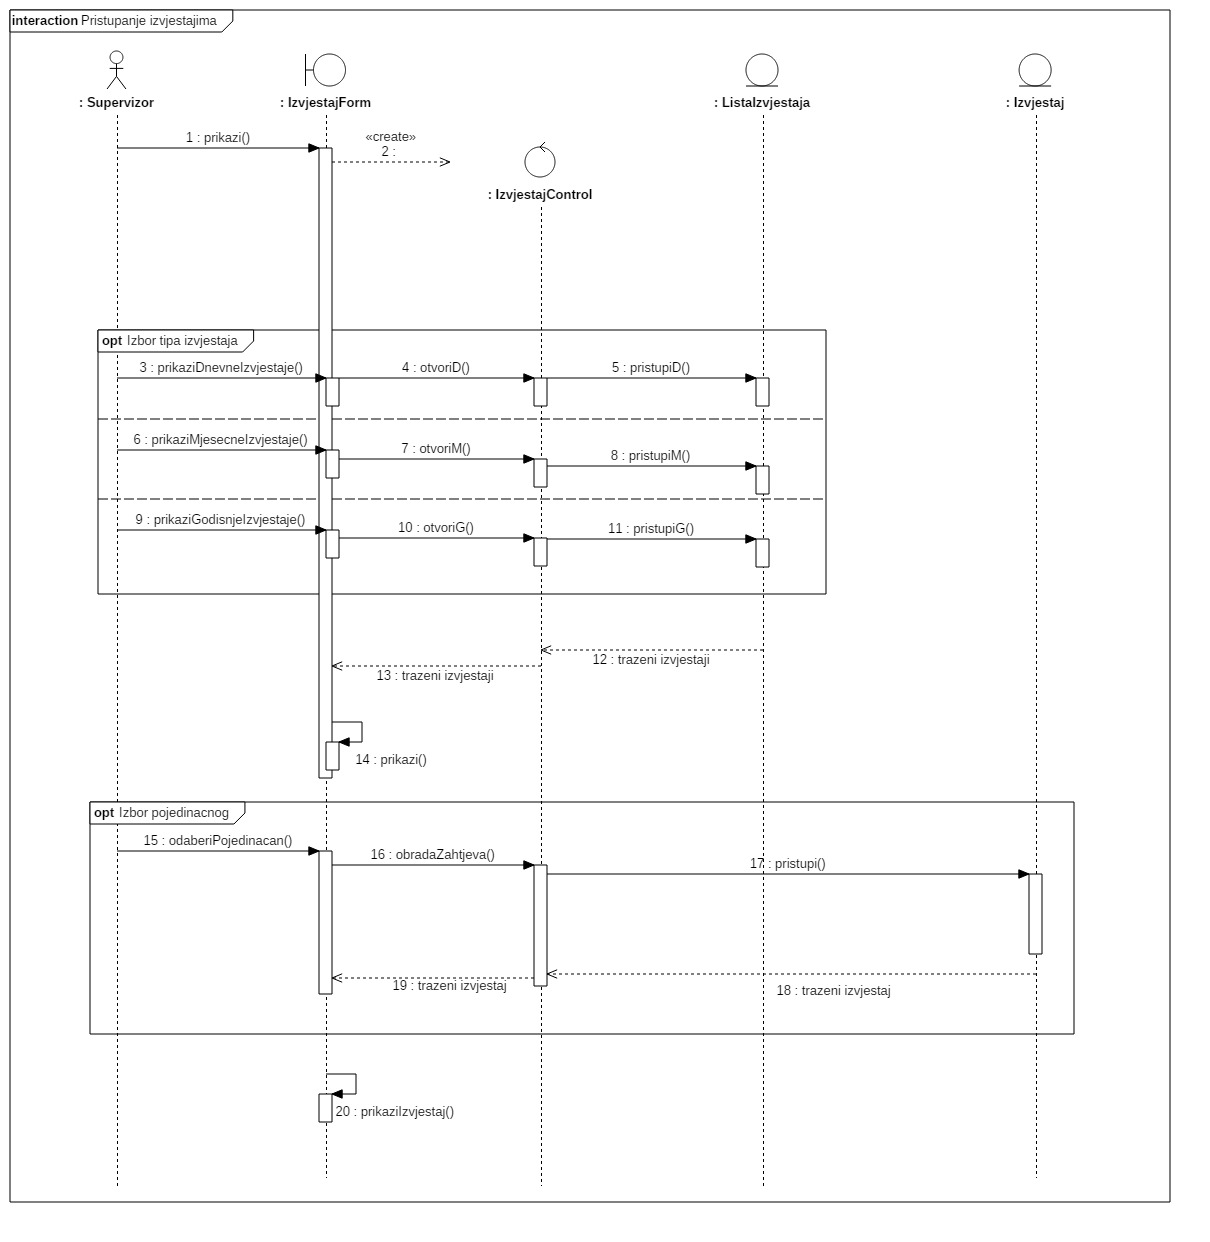 interaction Pristupanje izvjestajima
: Supervizor
: IzvjestajForm
: ListaIzvjestaja
: Izvjestaj
1 : prikazi()
«create»
2 :
: IzvjestajControl
opt Izbor tipa izvjestaja
3 : prikaziDnevneIzvjestaje()
4 : otvoriD()
5 : pristupiD()
6 : prikaziMjesecneIzvjestaje()
7 : otvoriM()
8 : pristupiM()
9 : prikaziGodisnjeIzvjestaje()
10 : otvoriG()
11 : pristupiG()
12 : trazeni izvjestaji
13 : trazeni izvjestaji
14 : prikazi()
opt Izbor pojedinacnog
15 : odaberiPojedinacan()
16 : obradaZahtjeva()
17 : pristupi()
18 : trazeni izvjestaj
19 : trazeni izvjestaj
20 : prikaziIzvjestaj()